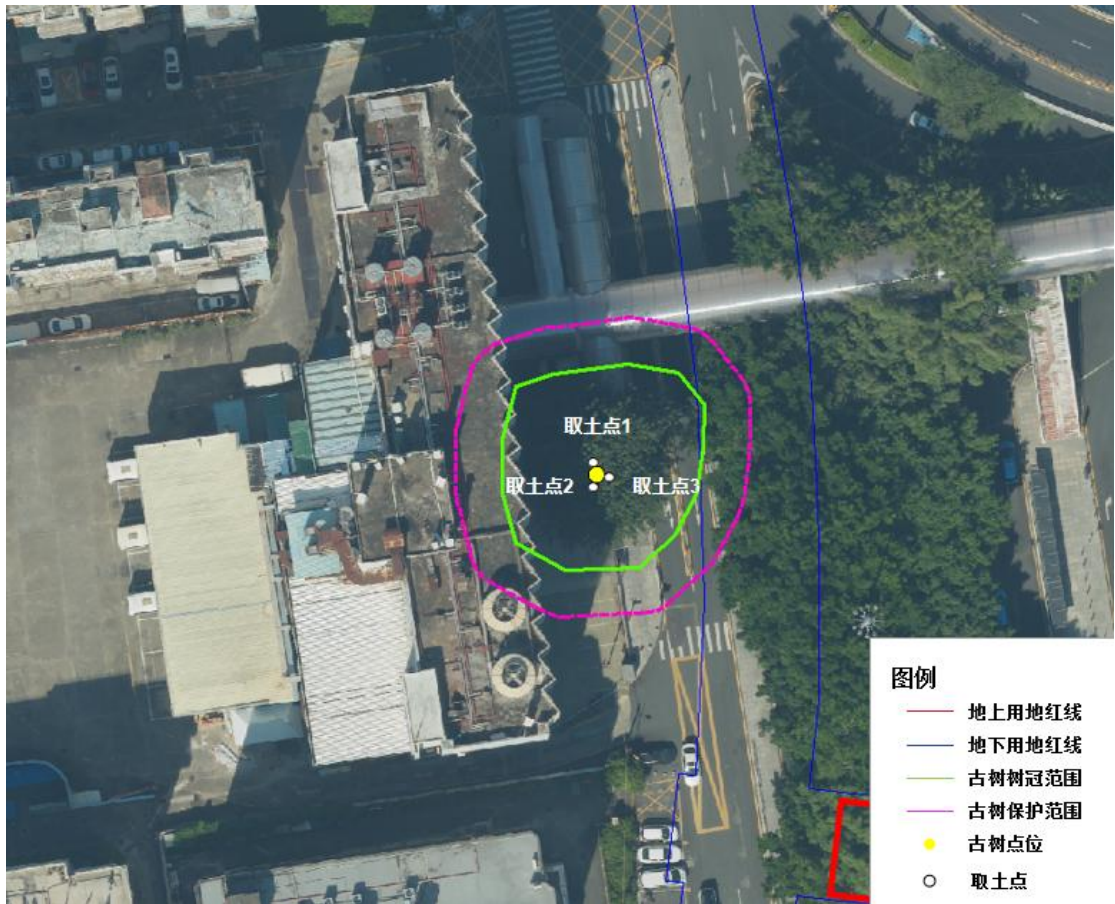 取土点1
取土点2
取土点3
图例
地上用地红线
地下用地红线
古树树冠范围
古树保护范围
古树点位
取土点